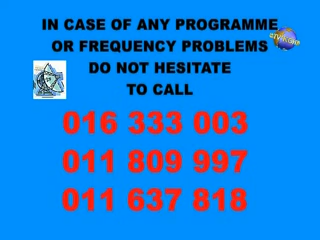 IN CASE OF ANY PROGRAMME
OR FREQUENCY PROBLEMS
DO NOT HESITATE
TO CALL
016 333 003
011 809 997
011 637 818